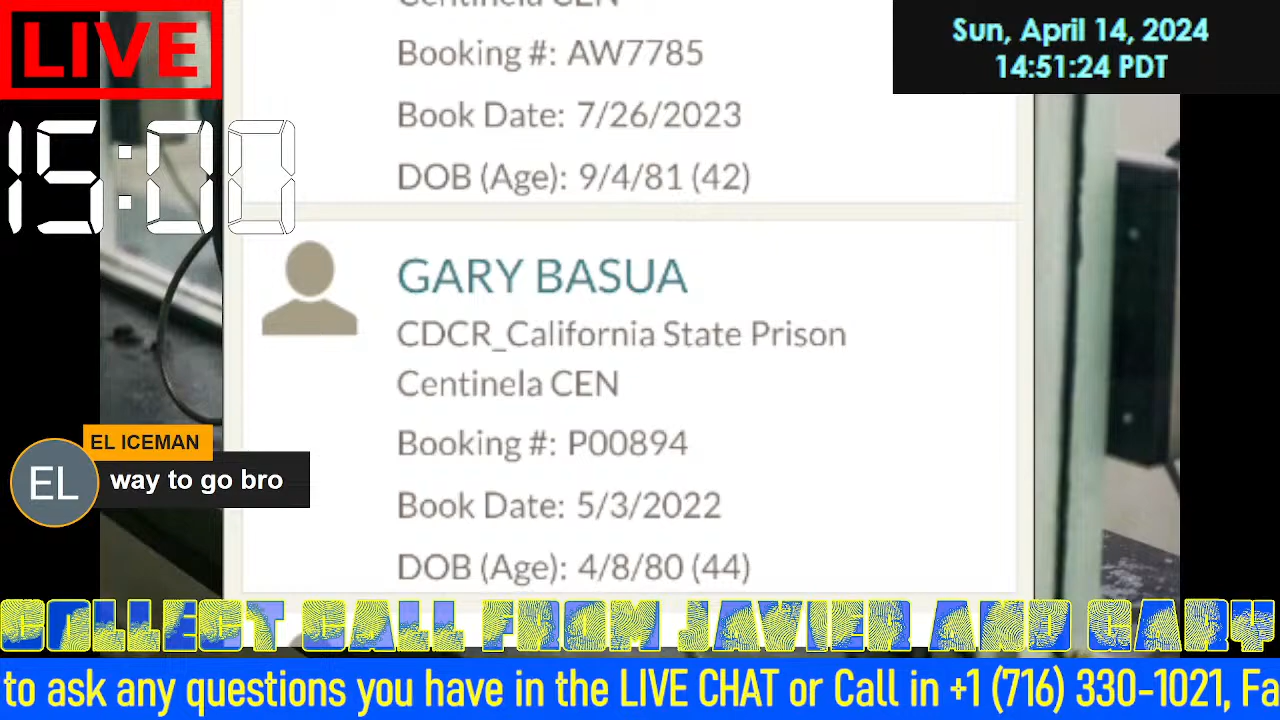 LIVE
Sun, April 14, 2024
14:51:24 PDT
15:00
Centinela CEN
Booking #: AW7785
Book Date: 7/26/2023
DOB (Age): 9/4/81 (42)
GARY BASUA
CDCR_California State Prison
Centinela CEN
Booking #: P00894
Book Date: 5/3/2022
DOB (Age): 4/8/80 (44)
EL ICEMAN
EL
way to go bro
COLLECT CALL FROM JAVIER AND GARY
to ask any questions you have in the LIVE CHAT or Call in +1 (716) 330-1021, Fa